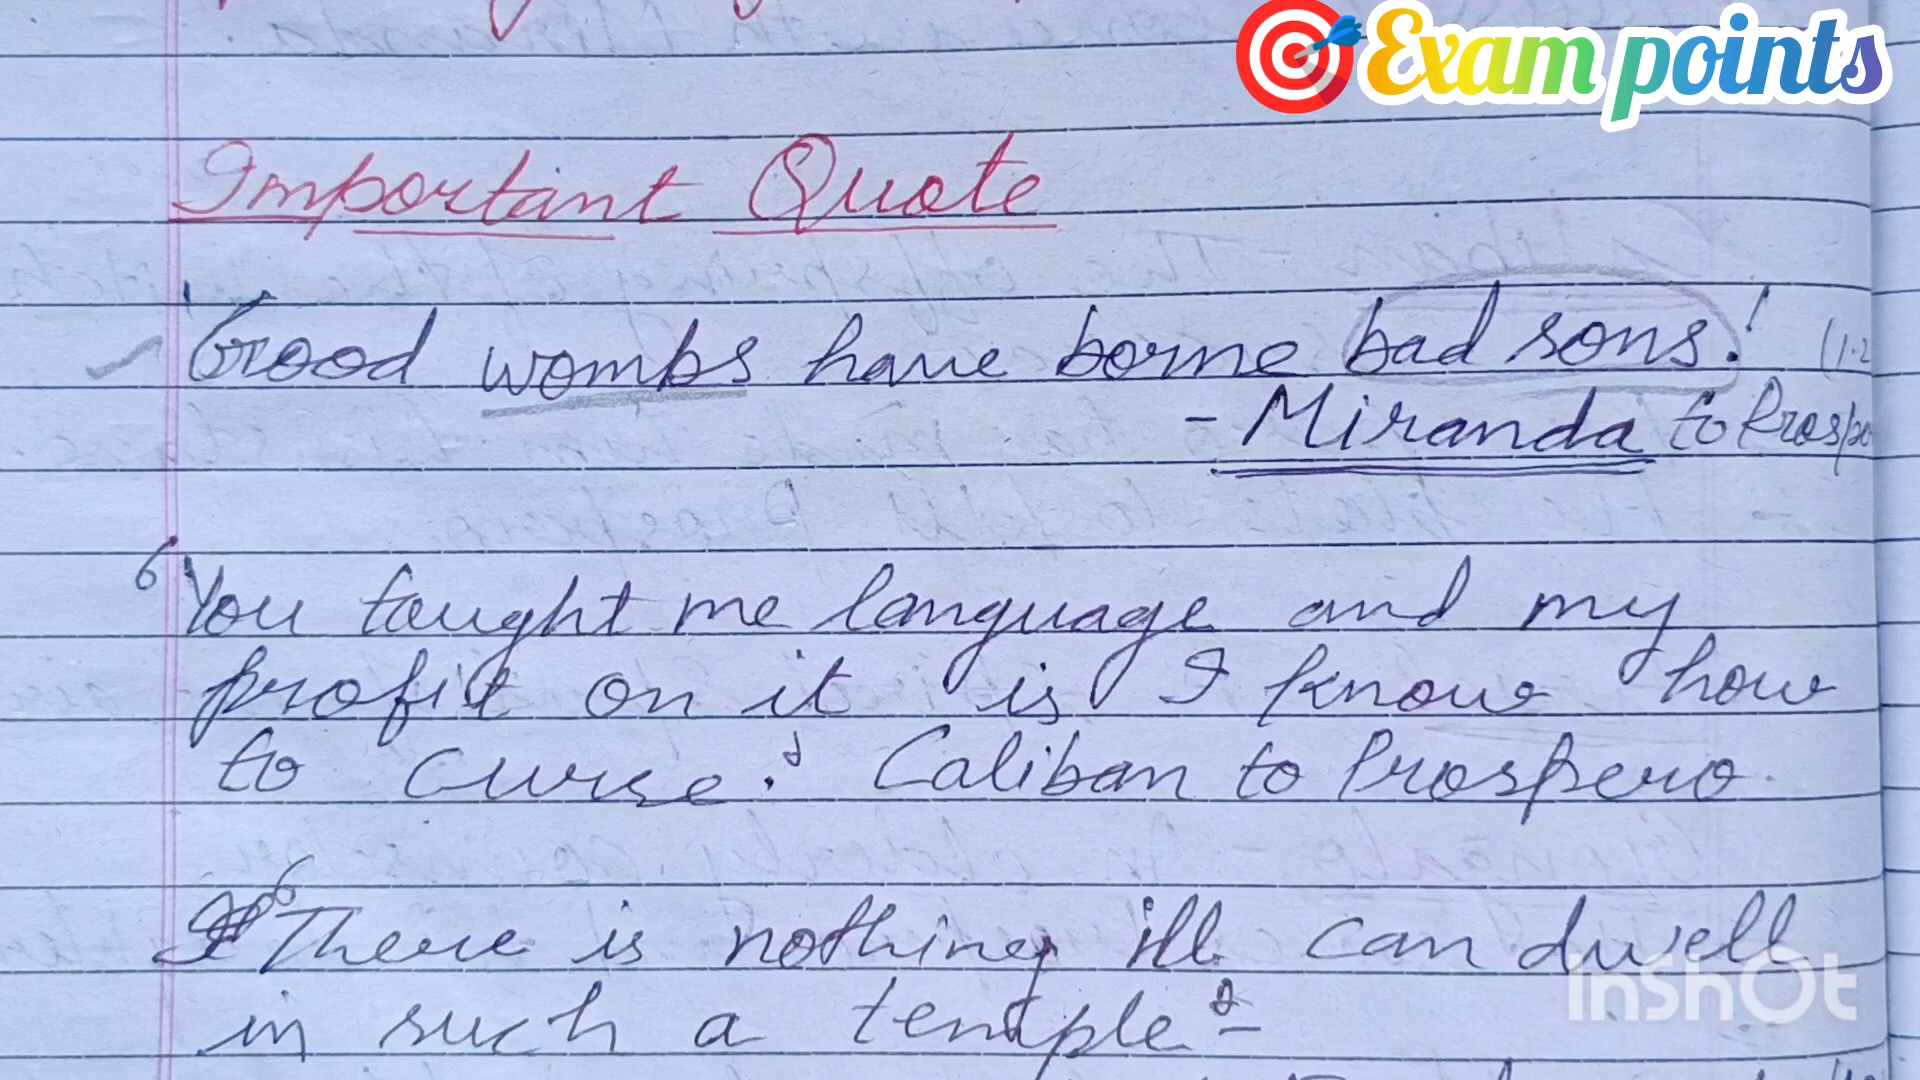 Exam points
Important Quote
'Good wombs have borne bad sons! (1.2
- Miranda to Prospe
'You taught me language and my
profit on it is I know how
to curse.' Caliban to Prospero.
'There is nothing ill can dwell
in such a temple' -
InShOt